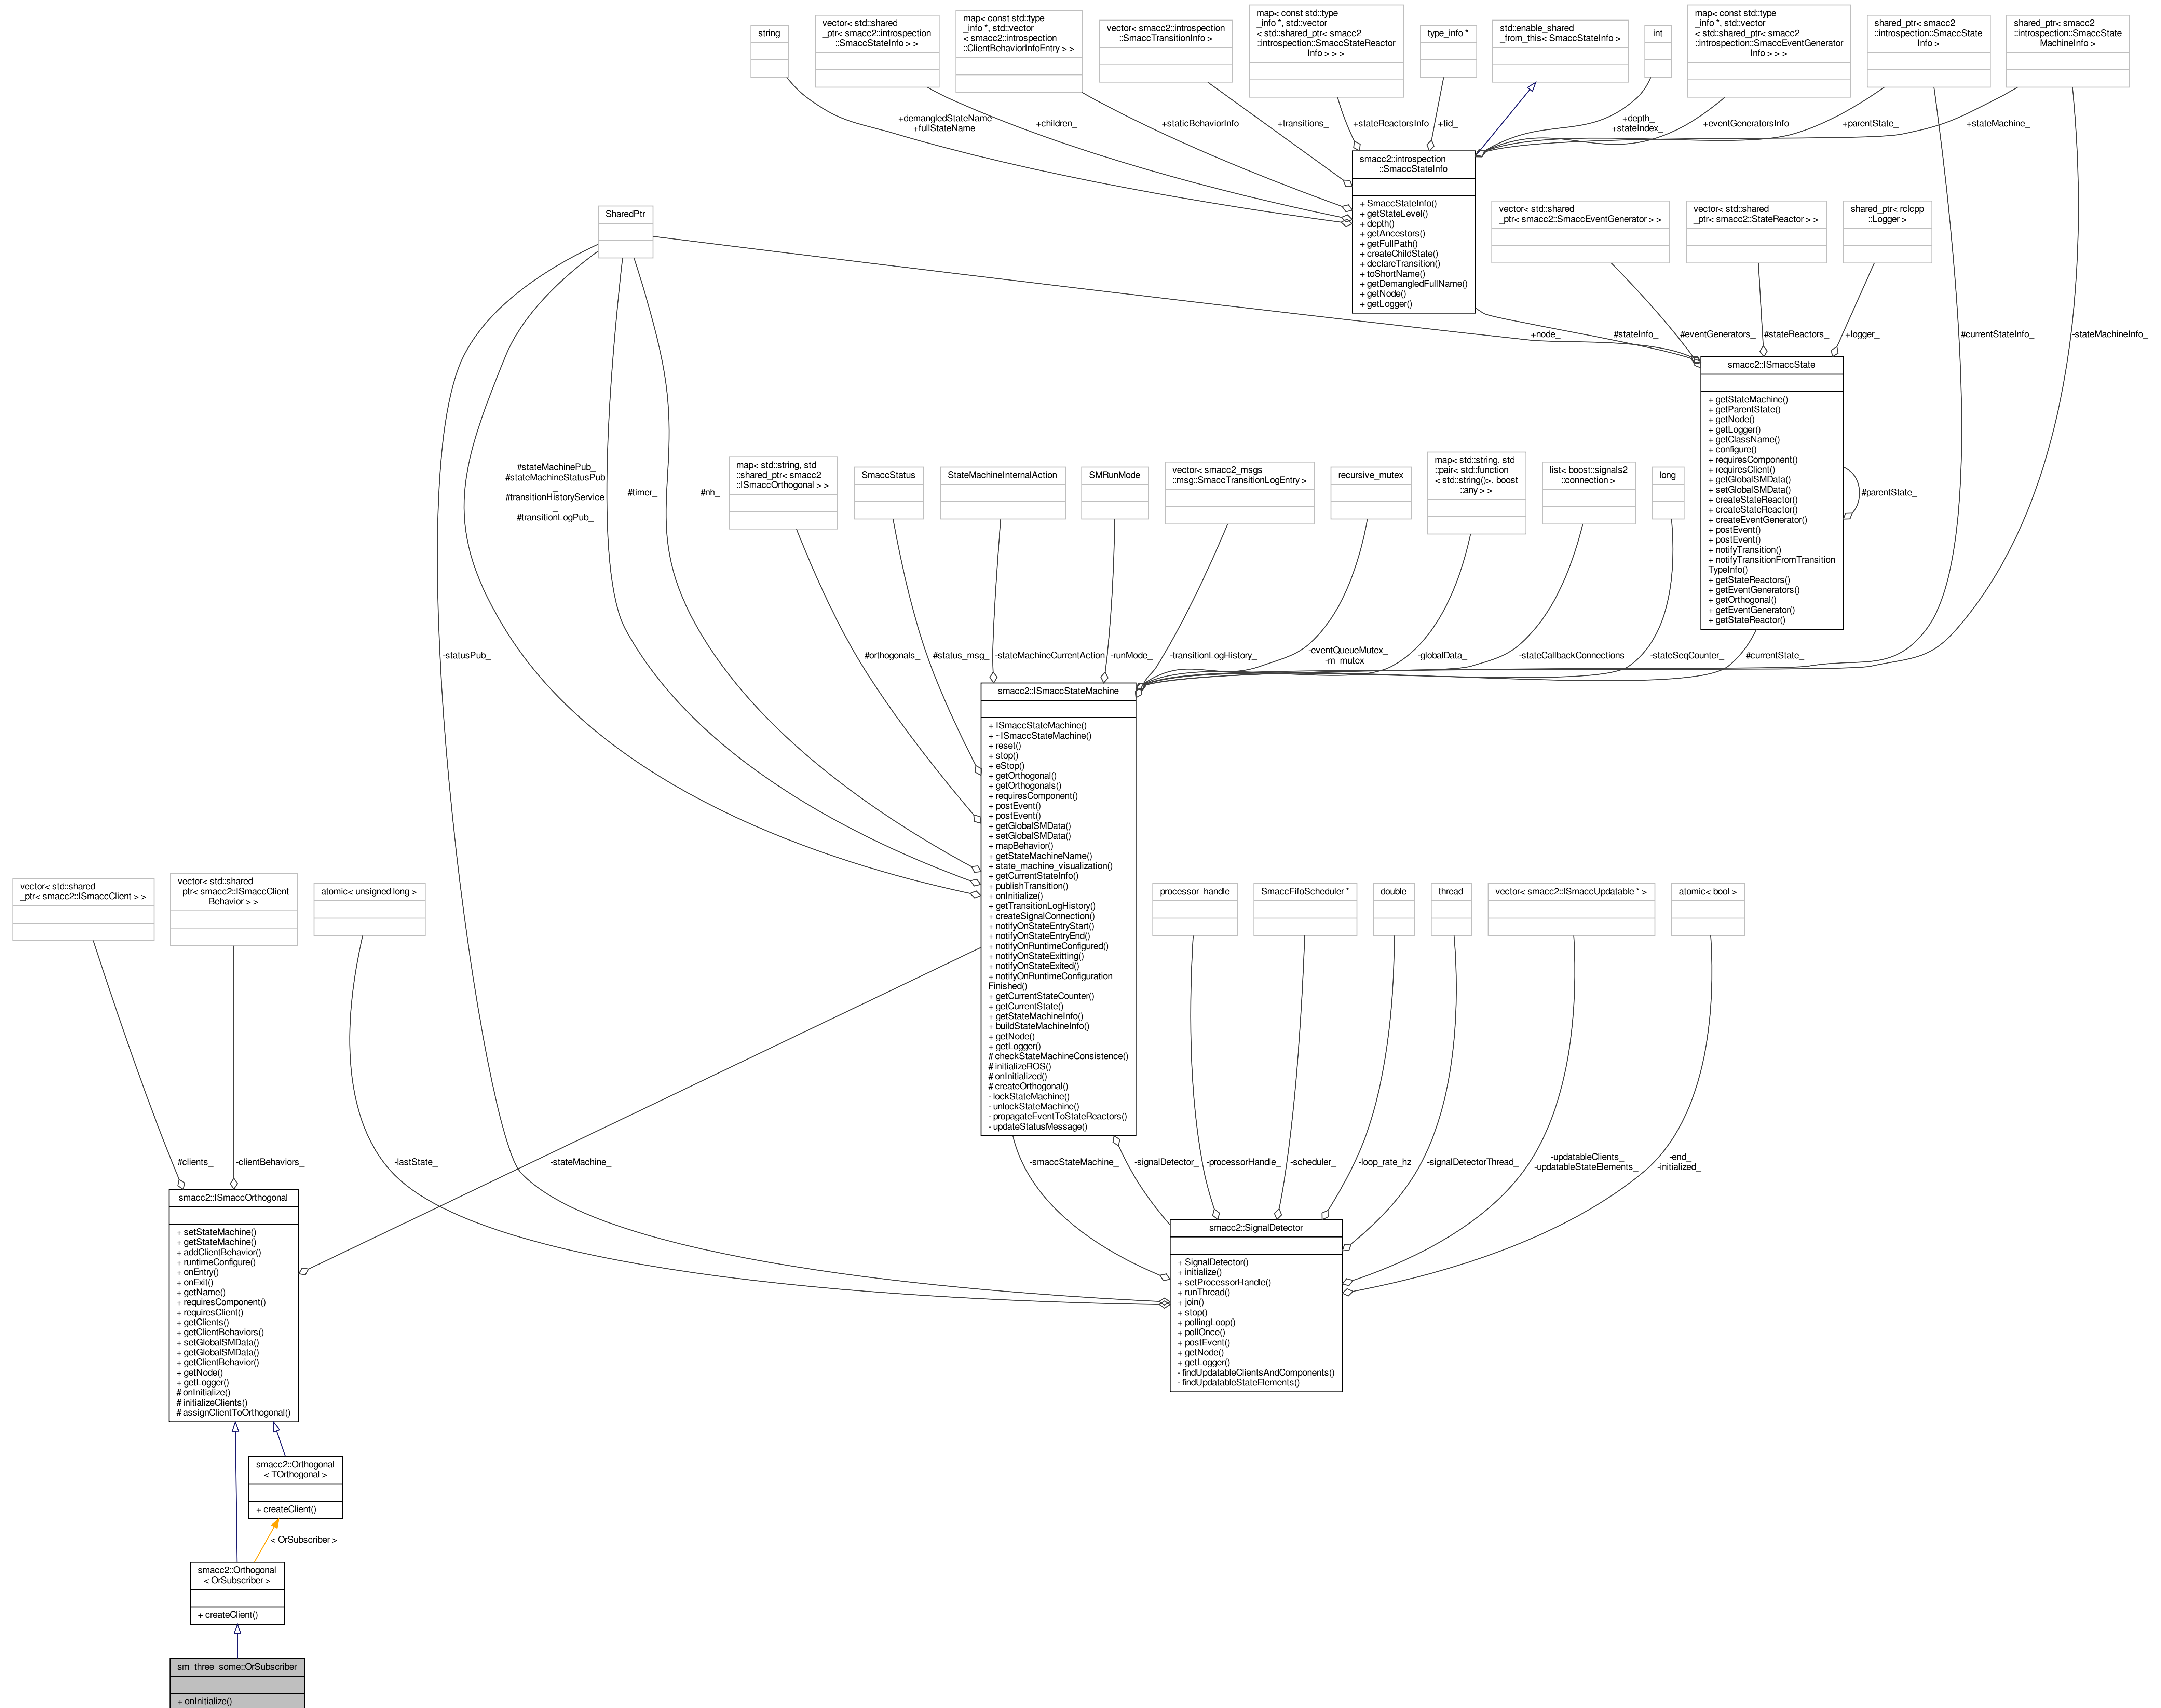 string
vector< std::shared
_ptr< smacc2::introspection
::SmaccStateInfo > >
map< const std::type
_info *, std::vector
< smacc2::introspection
::ClientBehaviorInfoEntry > >
vector< smacc2::introspection
::SmaccTransitionInfo >
map< const std::type
_info *, std::vector
< std::shared_ptr< smacc2
::introspection::SmaccStateReactor
Info > > >
type_info *
std::enable_shared
_from_this< SmaccStateInfo >
int
map< const std::type
_info *, std::vector
< std::shared_ptr< smacc2
::introspection::SmaccEventGenerator
Info > > >
shared_ptr< smacc2
::introspection::SmaccState
Info >
shared_ptr< smacc2
::introspection::SmaccState
MachineInfo >
+demangledStateName
+fullStateName
+children_
+staticBehaviorInfo
+transitions_
+stateReactorsInfo
+tid_
+depth_
+stateIndex_
+eventGeneratorsInfo
+parentState_
+stateMachine_
smacc2::introspection
::SmaccStateInfo
+ SmaccStateInfo()
+ getStateLevel()
+ depth()
+ getAncestors()
+ getFullPath()
+ createChildState()
+ declareTransition()
+ toShortName()
+ getDemangledFullName()
+ getNode()
+ getLogger()
SharedPtr
vector< std::shared
_ptr< smacc2::SmaccEventGenerator > >
vector< std::shared
_ptr< smacc2::StateReactor > >
shared_ptr< rclcpp
::Logger >
+node_
#stateInfo_
#eventGenerators_
#stateReactors_
+logger_
#currentStateInfo_
-stateMachineInfo_
smacc2::ISmaccState
+ getStateMachine()
+ getParentState()
+ getNode()
+ getLogger()
+ getClassName()
+ configure()
+ requiresComponent()
+ requiresClient()
+ getGlobalSMData()
+ setGlobalSMData()
+ createStateReactor()
+ createStateReactor()
+ createEventGenerator()
+ postEvent()
+ postEvent()
+ notifyTransition()
+ notifyTransitionFromTransition
TypeInfo()
+ getStateReactors()
+ getEventGenerators()
+ getOrthogonal()
+ getEventGenerator()
+ getStateReactor()
#parentState_
#stateMachinePub_
#stateMachineStatusPub
_
#transitionHistoryService
_
#transitionLogPub_
#timer_
#nh_
map< std::string, std
::shared_ptr< smacc2
::ISmaccOrthogonal > >
SmaccStatus
StateMachineInternalAction
SMRunMode
vector< smacc2_msgs
::msg::SmaccTransitionLogEntry >
recursive_mutex
map< std::string, std
::pair< std::function
< std::string()>, boost
::any > >
list< boost::signals2
::connection >
long
-statusPub_
#orthogonals_
#status_msg_
-stateMachineCurrentAction
-runMode_
-transitionLogHistory_
-eventQueueMutex_
-m_mutex_
-globalData_
-stateCallbackConnections
-stateSeqCounter_
#currentState_
smacc2::ISmaccStateMachine
+ ISmaccStateMachine()
+ ~ISmaccStateMachine()
+ reset()
+ stop()
+ eStop()
+ getOrthogonal()
+ getOrthogonals()
+ requiresComponent()
+ postEvent()
+ postEvent()
+ getGlobalSMData()
+ setGlobalSMData()
+ mapBehavior()
+ getStateMachineName()
+ state_machine_visualization()
+ getCurrentStateInfo()
+ publishTransition()
+ onInitialize()
+ getTransitionLogHistory()
+ createSignalConnection()
+ notifyOnStateEntryStart()
+ notifyOnStateEntryEnd()
+ notifyOnRuntimeConfigured()
+ notifyOnStateExitting()
+ notifyOnStateExited()
+ notifyOnRuntimeConfiguration
Finished()
+ getCurrentStateCounter()
+ getCurrentState()
+ getStateMachineInfo()
+ buildStateMachineInfo()
+ getNode()
+ getLogger()
# checkStateMachineConsistence()
# initializeROS()
# onInitialized()
# createOrthogonal()
- lockStateMachine()
- unlockStateMachine()
- propagateEventToStateReactors()
- updateStatusMessage()
vector< std::shared
_ptr< smacc2::ISmaccClient > >
vector< std::shared
_ptr< smacc2::ISmaccClient
Behavior > >
atomic< unsigned long >
processor_handle
SmaccFifoScheduler *
double
thread
vector< smacc2::ISmaccUpdatable * >
atomic< bool >
#clients_
-clientBehaviors_
-lastState_
-stateMachine_
-smaccStateMachine_
-signalDetector_
-processorHandle_
-scheduler_
-loop_rate_hz
-signalDetectorThread_
-updatableClients_
-updatableStateElements_
-end_
-initialized_
smacc2::ISmaccOrthogonal
+ setStateMachine()
+ getStateMachine()
+ addClientBehavior()
+ runtimeConfigure()
+ onEntry()
+ onExit()
+ getName()
+ requiresComponent()
+ requiresClient()
+ getClients()
+ getClientBehaviors()
+ setGlobalSMData()
+ getGlobalSMData()
+ getClientBehavior()
+ getNode()
+ getLogger()
# onInitialize()
# initializeClients()
# assignClientToOrthogonal()
smacc2::SignalDetector
+ SignalDetector()
+ initialize()
+ setProcessorHandle()
+ runThread()
+ join()
+ stop()
+ pollingLoop()
+ pollOnce()
+ postEvent()
+ getNode()
+ getLogger()
- findUpdatableClientsAndComponents()
- findUpdatableStateElements()
smacc2::Orthogonal
< TOrthogonal >
+ createClient()
< OrSubscriber >
smacc2::Orthogonal
< OrSubscriber >
+ createClient()
sm_three_some::OrSubscriber
+ onInitialize()